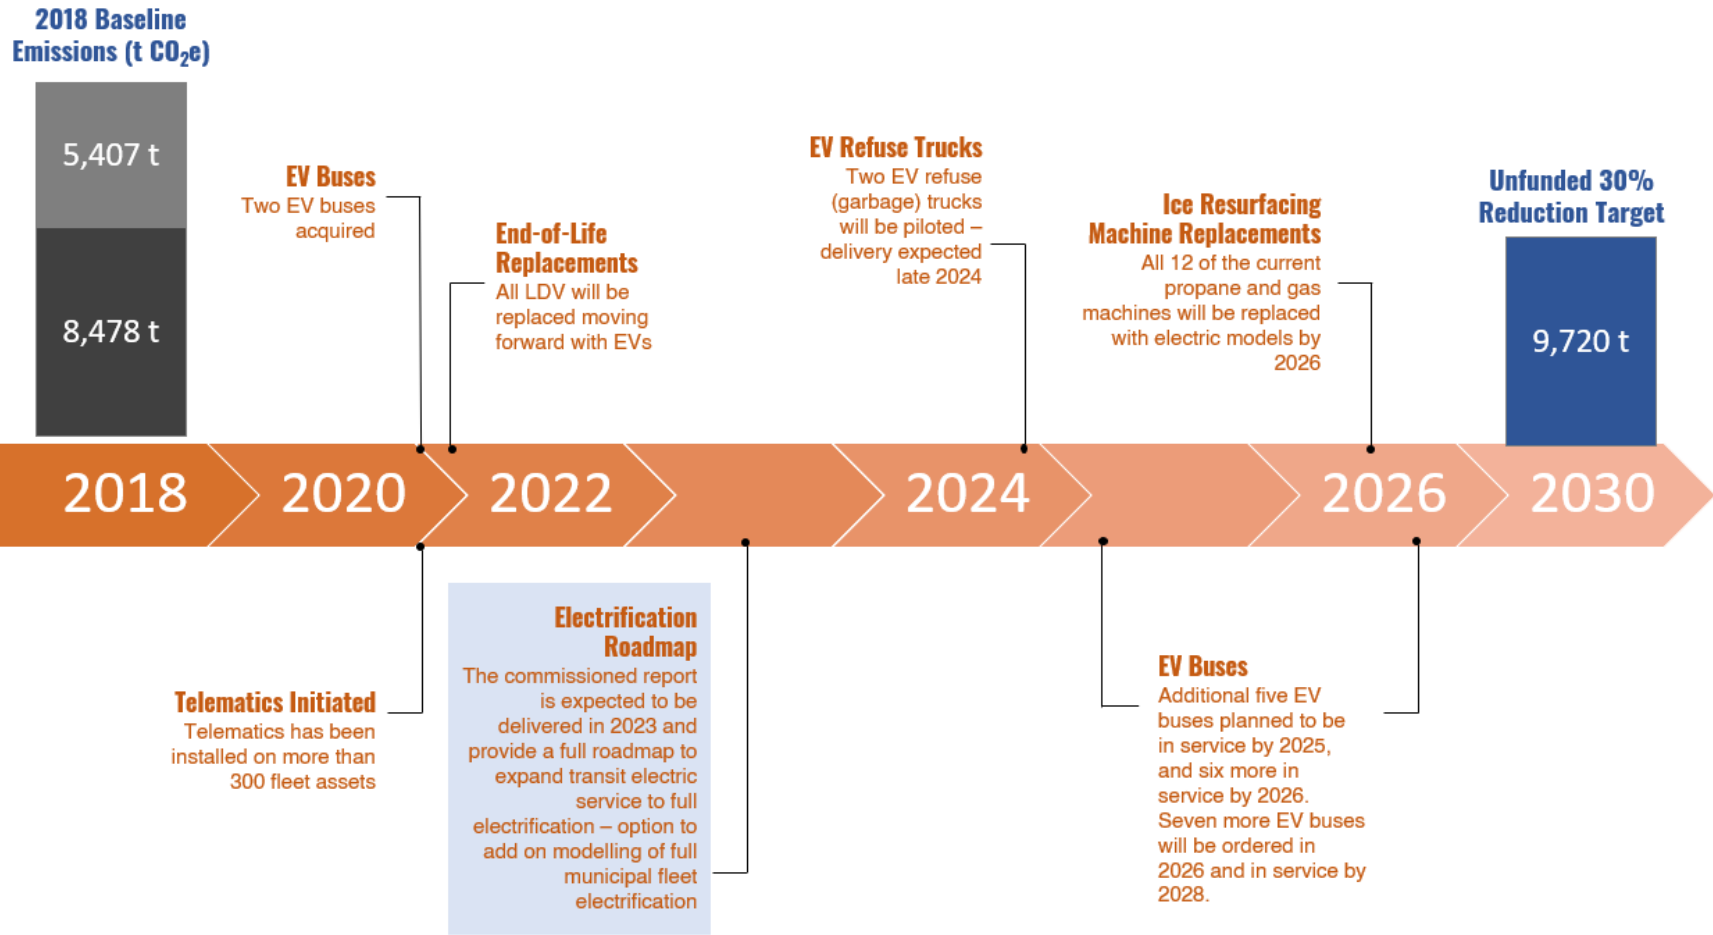 2018 Baseline
Emissions (t CO₂e)
5,407 t
8,478 t
EV Buses
Two EV buses
acquired
End-of-Life
Replacements
All LDV will be
replaced moving
forward with EVs
EV Refuse Trucks
Two EV refuse
(garbage) trucks
will be piloted –
delivery expected
late 2024
Ice Resurfacing
Machine Replacements
All 12 of the current
propane and gas
machines will be replaced
with electric models by
2026
Unfunded 30%
Reduction Target
9,720 t
2018
2020
2022
2024
2026
2030
Telematics Initiated
Telematics has been
installed on more than
300 fleet assets
Electrification
Roadmap
The commissioned report
is expected to be
delivered in 2023 and
provide a full roadmap to
expand transit electric
service to full
electrification – option to
add on modelling of full
municipal fleet
electrification
EV Buses
Additional five EV
buses planned to be
in service by 2025,
and six more in
service by 2026.
Seven more EV buses
will be ordered in
2026 and in service by
2028.